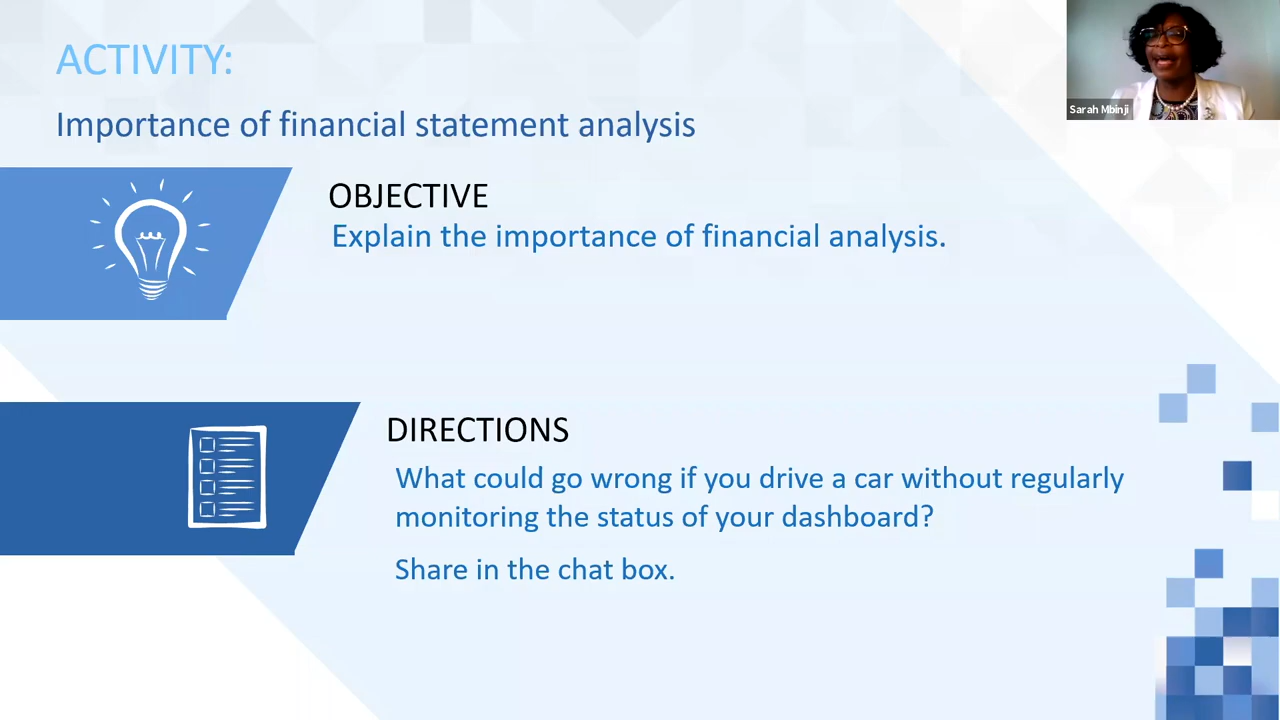 ACTIVITY:
Importance of financial statement analysis
Sarah Mbinji
OBJECTIVE
Explain the importance of financial analysis.
DIRECTIONS
What could go wrong if you drive a car without regularly
monitoring the status of your dashboard?
Share in the chat box.